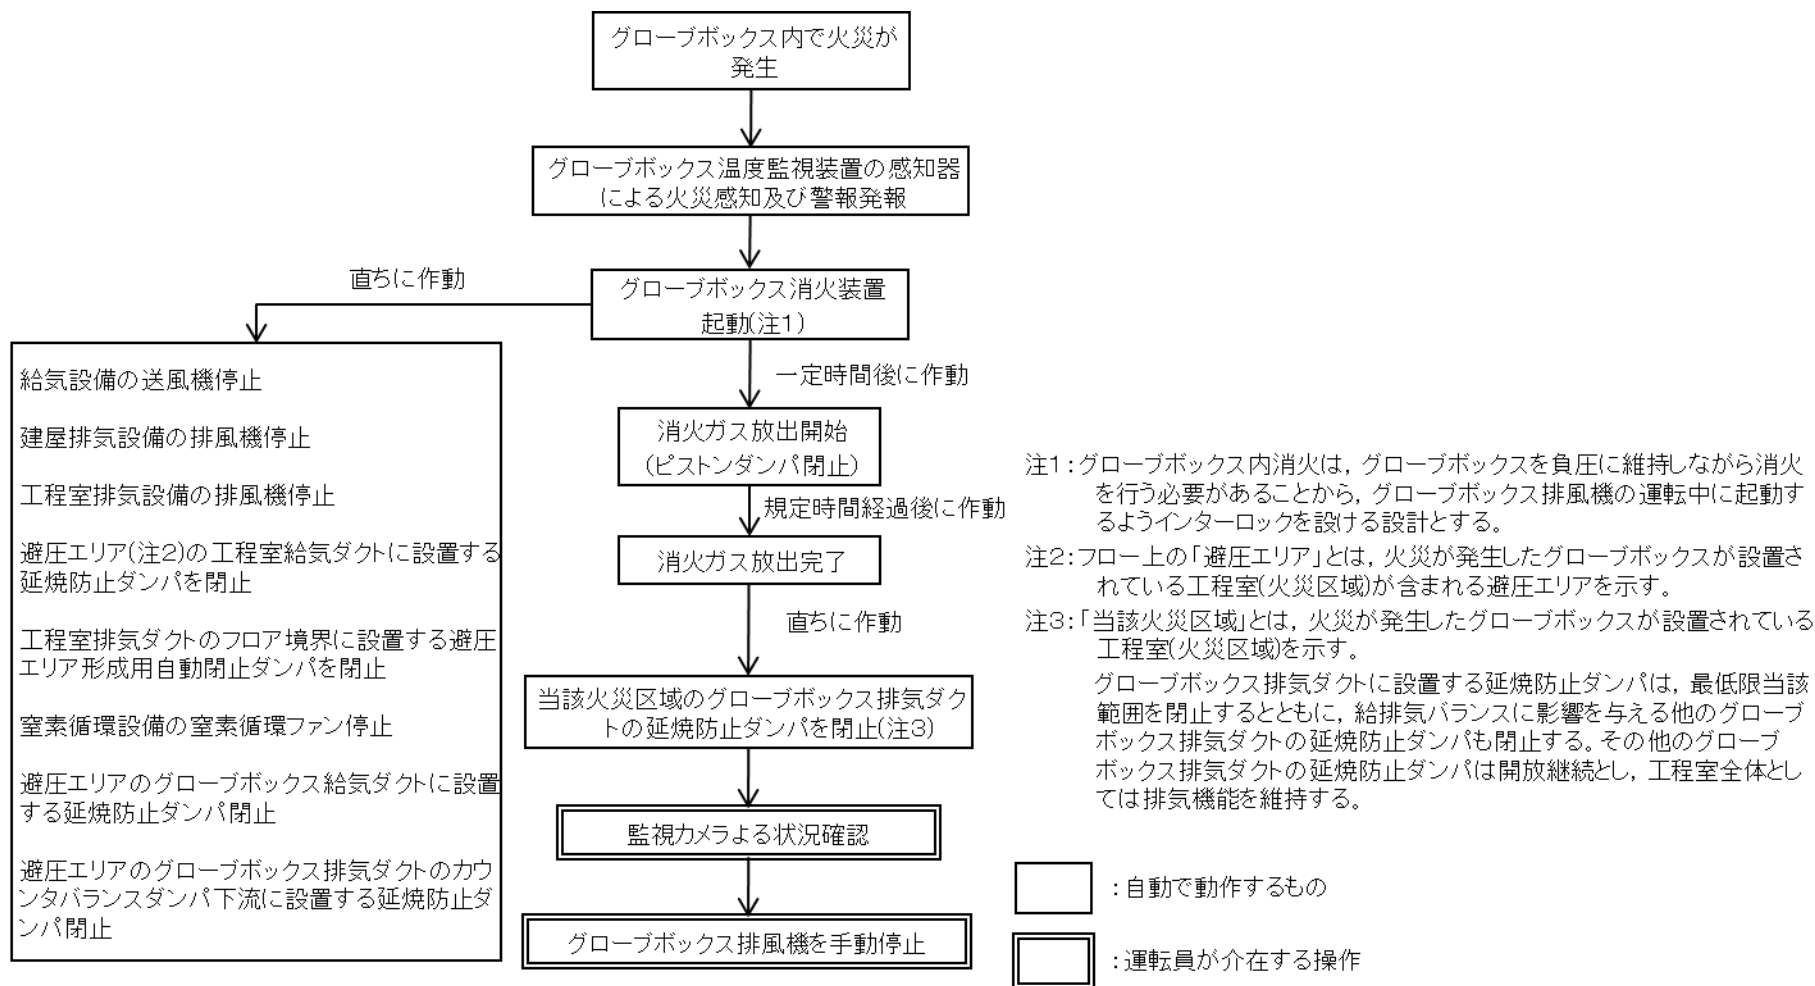 グローブボックス内で火災が
発生
グローブボックス温度監視装置の感知器
による火災感知及び警報発報
直ちに作動
グローブボックス消火装置
起動(注1)
一定時間後に作動
給気設備の送風機停止
建屋排気設備の排風機停止
工程室排気設備の排風機停止
避圧エリア(注2)の工程室給気ダクトに設置する
延焼防止ダンパを閉止
工程室排気ダクトのフロア境界に設置する避圧
エリア形成用自動閉止ダンパを閉止
窒素循環設備の窒素循環ファン停止
避圧エリアのグローブボックス給気ダクトに設置
する延焼防止ダンパ閉止
避圧エリアのグローブボックス排気ダクトのカウ
ンタバランスダンパ下流に設置する延焼防止ダ
ンパ閉止
消火ガス放出開始
(ピストンダンパ閉止)
規定時間経過後に作動
消火ガス放出完了
直ちに作動
当該火災区域のグローブボックス排気ダク
トの延焼防止ダンパを閉止(注3)
監視カメラよる状況確認
グローブボックス排風機を手動停止
注1:グローブボックス内消火は,グローブボックスを負圧に維持しながら消火
を行う必要があることから,グローブボックス排風機の運転中に起動す
るようインターロックを設ける設計とする。
注2:フロー上の「避圧エリア」とは,火災が発生したグローブボックスが設置さ
れている工程室(火災区域)が含まれる避圧エリアを示す。
注3:「当該火災区域」とは,火災が発生したグローブボックスが設置されている
工程室(火災区域)を示す。
グローブボックス排気ダクトに設置する延焼防止ダンパは,最低限当該
範囲を閉止するとともに,給排気バランスに影響を与える他のグローブ
ボックス排気ダクトの延焼防止ダンパも閉止する。その他のグローブ
ボックス排気ダクトの延焼防止ダンパは開放継続とし,工程室全体とし
ては排気機能を維持する。
:自動で動作するもの
:運転員が介在する操作